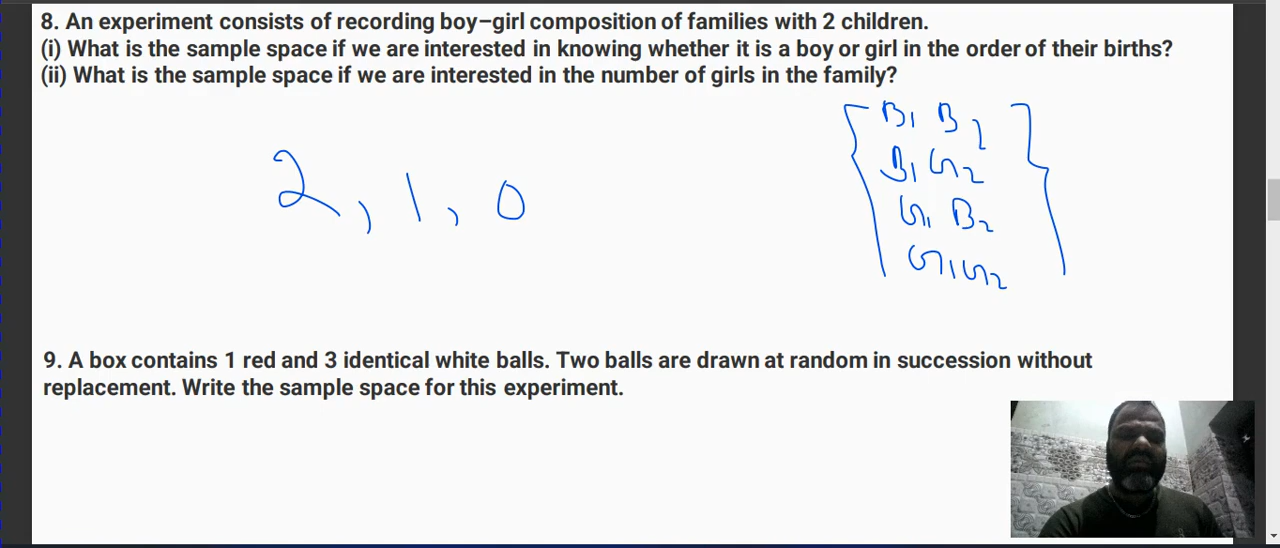 8. An experiment consists of recording boy–girl composition of families with 2 children.
(i) What is the sample space if we are interested in knowing whether it is a boy or girl in the order of their births?
(ii) What is the sample space if we are interested in the number of girls in the family?
2, 1, 0
{ B1 B2
B1 G2
G1 B2
G1 G2 }
9. A box contains 1 red and 3 identical white balls. Two balls are drawn at random in succession without
replacement. Write the sample space for this experiment.